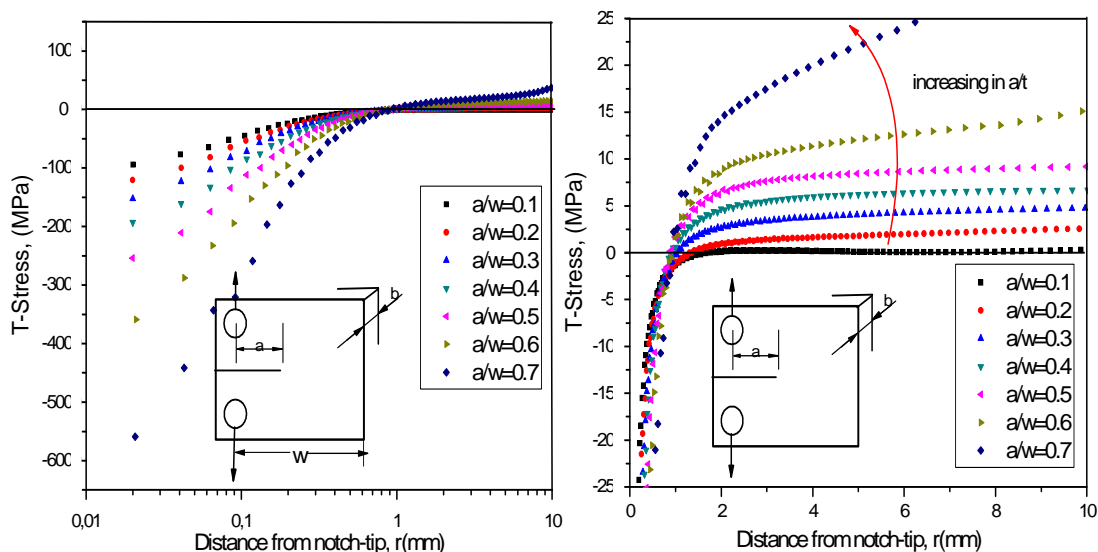 T-Stress, (MPa)
100
0
-100
-200
-300
-400
-500
-600
a/w=0.1
a/w=0.2
a/w=0.3
a/w=0.4
a/w=0.5
a/w=0.6
a/w=0.7
b
a
w
0,01
0,1
1
10
Distance from notch-tip, r(mm)
T-Stress, (MPa)
25
20
15
10
5
0
-5
-10
-15
-20
-25
increasing in a/t
a/w=0.1
a/w=0.2
a/w=0.3
a/w=0.4
a/w=0.5
a/w=0.6
a/w=0.7
b
a
0
2
4
6
8
10
Distance from notch-tip, r(mm)